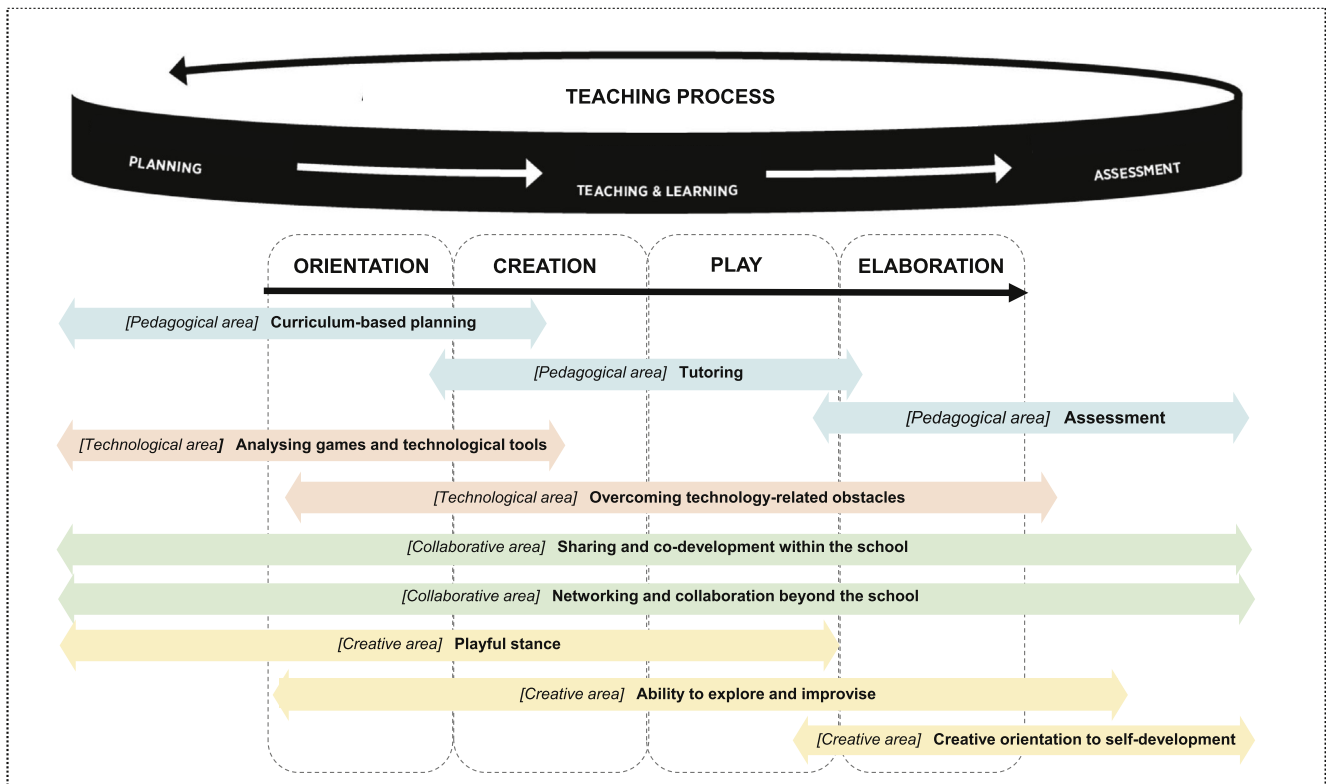 TEACHING PROCESS
PLANNING
TEACHING & LEARNING
ASSESSMENT
ORIENTATION
CREATION
PLAY
ELABORATION
[Pedagogical area] Curriculum-based planning
[Pedagogical area] Tutoring
[Pedagogical area] Assessment
[Technological area] Analysing games and technological tools
[Technological area] Overcoming technology-related obstacles
[Collaborative area] Sharing and co-development within the school
[Collaborative area] Networking and collaboration beyond the school
[Creative area] Playful stance
[Creative area] Ability to explore and improvise
[Creative area] Creative orientation to self-development